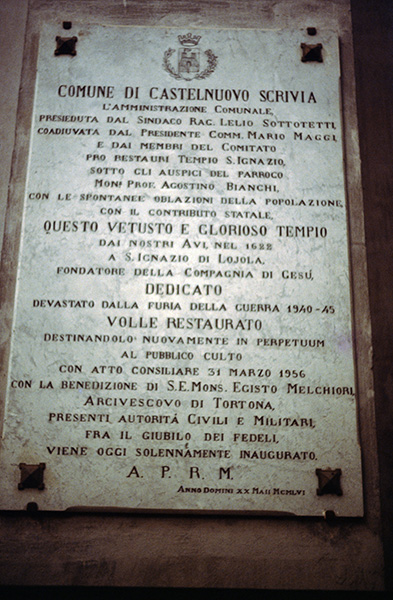 COMUNE DI CASTELNUOVO SCRIVIA
L'AMMINISTRAZIONE COMUNALE,
PRESIEDUTA DAL SINDACO RAG. LELIO SOTTOTETTI,
COADIUVATA DAL PRESIDENTE COMM. MARIO MAGGI,
E DAI MEMBRI DEL COMITATO
PRO RESTAURI TEMPIO S. IGNAZIO,
SOTTO GLI AUSPICI DEL PARROCO
MONS. PROF. AGOSTINO BIANCHI,
CON LE SPONTANEE OBLAZIONI DELLA POPOLAZIONE,
CON IL CONTRIBUTO STATALE,
QUESTO VETUSTO E GLORIOSO TEMPIO
DAI NOSTRI AVI, NEL 1622
A S. IGNAZIO DI LOJOLA,
FONDATORE DELLA COMPAGNIA DI GESÚ,
DEDICATO
DEVASTATO DALLA FURIA DELLA GUERRA 1940-45
VOLLE RESTAURATO
DESTINANDOLO NUOVAMENTE IN PERPETUUM
AL PUBBLICO CULTO
CON ATTO CONSILIARE 31 MARZO 1956
CON LA BENEDIZIONE DI S.E. MONS. EGISTO MELCHIORI,
ARCIVESCOVO DI TORTONA,
PRESENTI AUTORITÀ CIVILI E MILITARI,
FRA IL GIUBILO DEI FEDELI,
VIENE OGGI SOLENNAMENTE INAUGURATO.
A. P. R. M.
ANNO DOMINI XX MAII MCMLVI